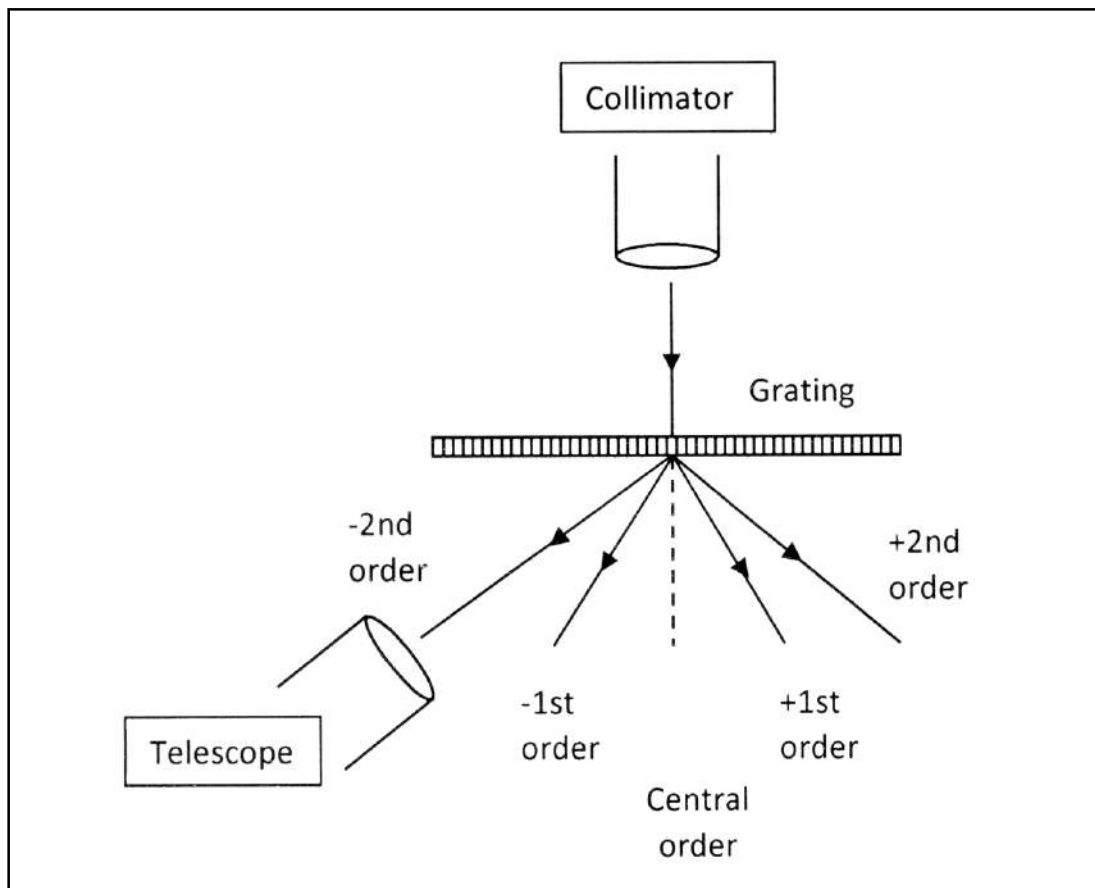 Collimator
Grating
-2nd
order
+2nd
order
-1st
order
+1st
order
Telescope
Central
order